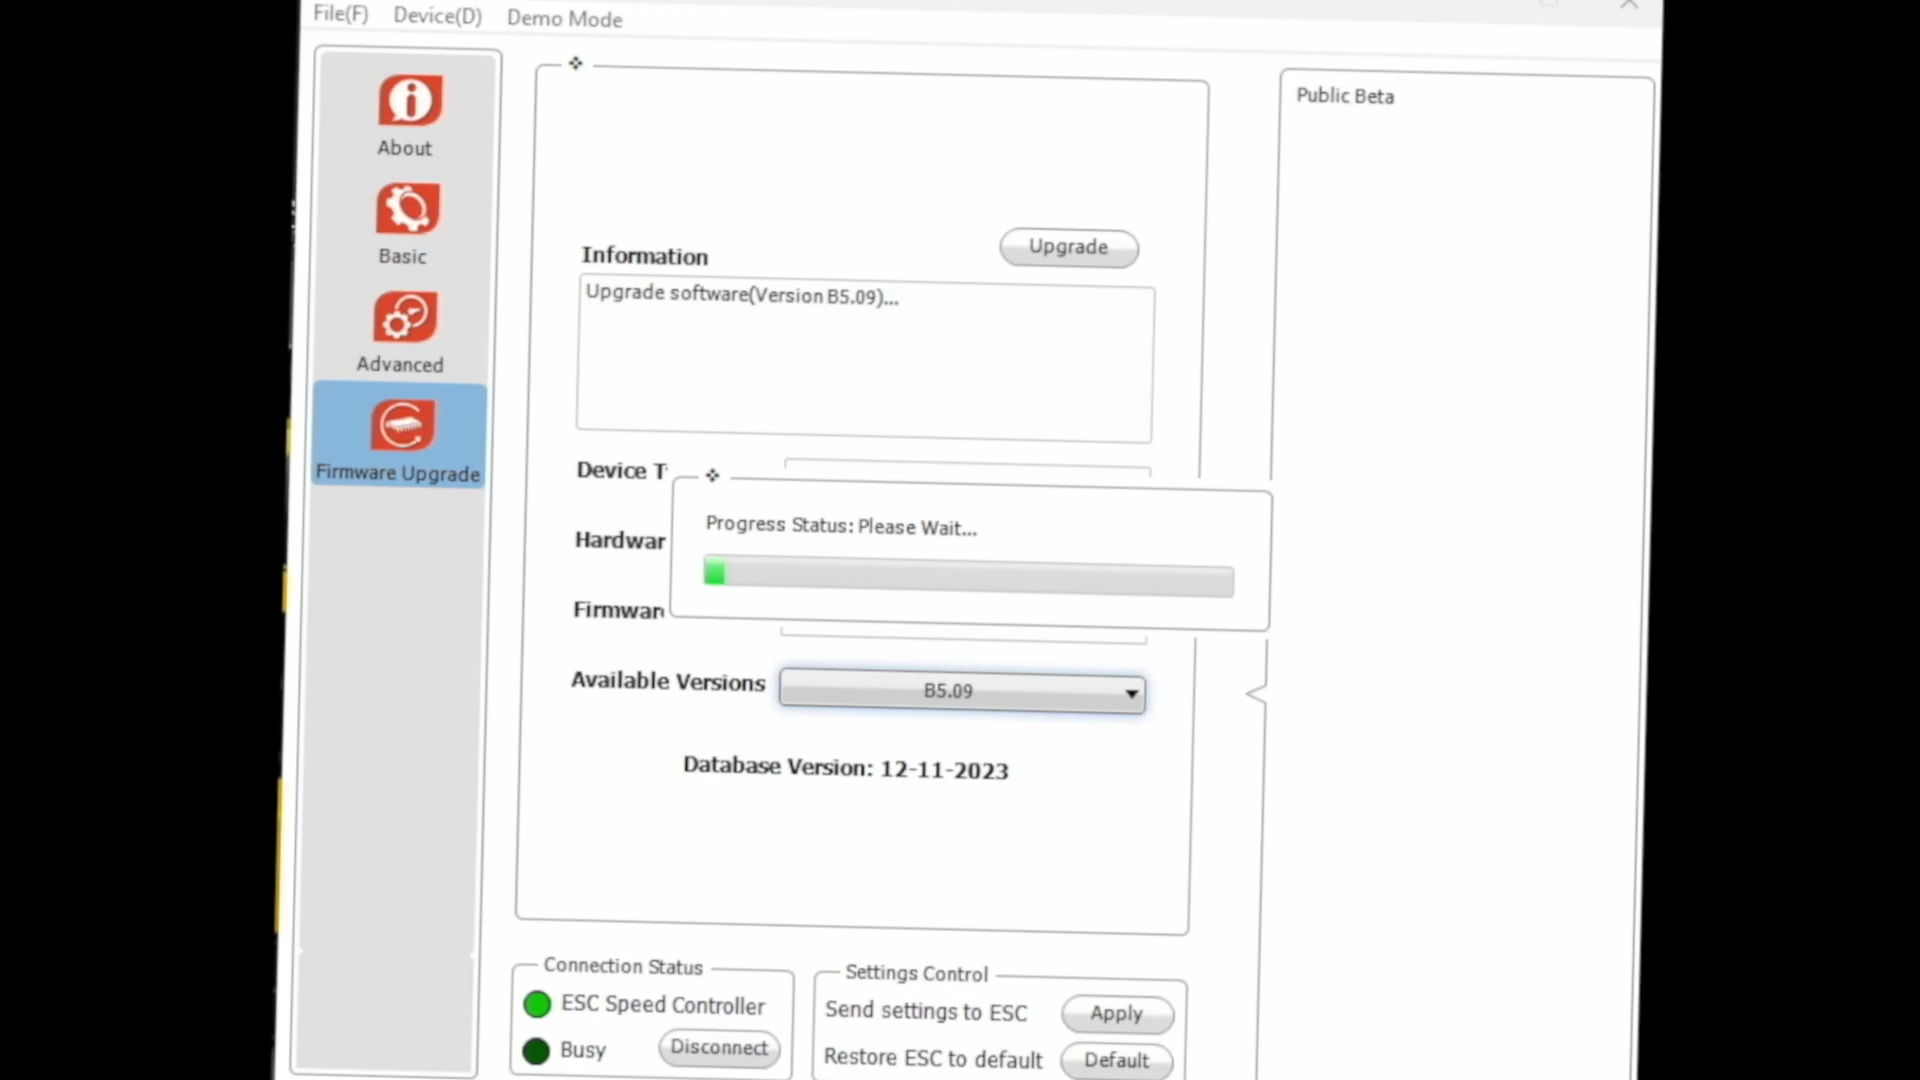 File(F) Device(D) Demo Mode
About
Basic
Advanced
Firmware Upgrade
Information
Upgrade
Upgrade software(Version B5.09)...
Device
Progress Status: Please Wait...
Available Versions
B5.09
Database Version: 12-11-2023
Connection Status
ESC Speed Controller
Busy
Disconnect
Settings Control
Send settings to ESC
Apply
Restore ESC to default
Default
Public Beta